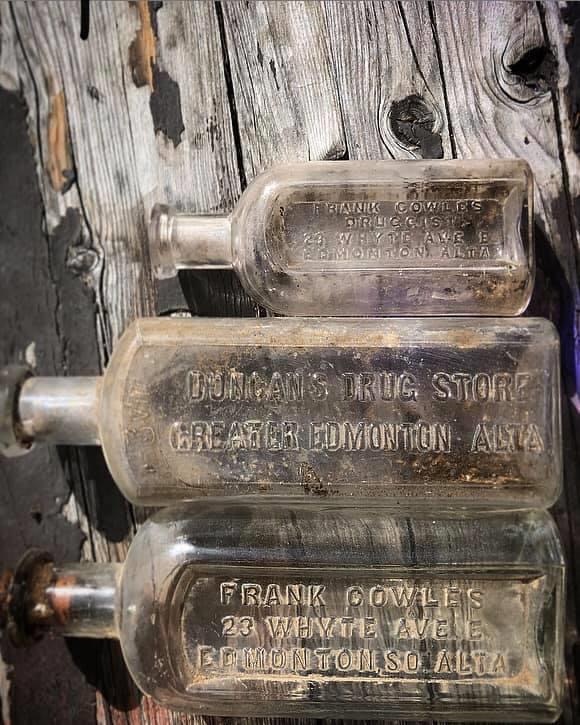 FRANK COWLES
DRUGGIST
23 WHYTE AVE E
EDMONTON, ALTA
DUNCAN'S DRUG STORE
GREATER EDMONTON ALTA
FRANK COWLES
23 WHYTE AVE E.
EDMONTON, SO. ALTA